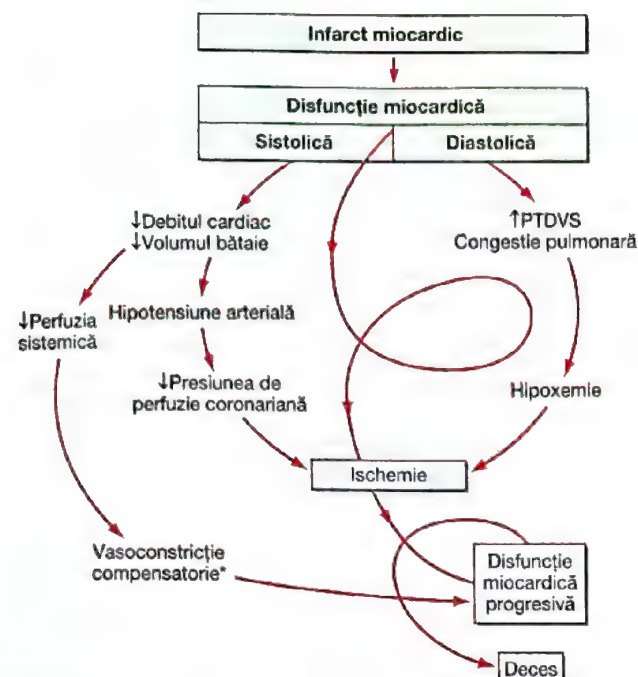 Infarct miocardic
Disfuncție miocardică
Sistolică
Diastolică
↓Debitul cardiac
↓Volumul bătaie
↑PTDVS
Congestie pulmonară
↓Perfuzia
sistemică
Hipotensiune arterială
↓Presiunea de
perfuzie coronariană
Hipoxemie
Ischemie
Vasoconstricție
compensatorie*
Disfuncție
miocardică
progresivă
Deces